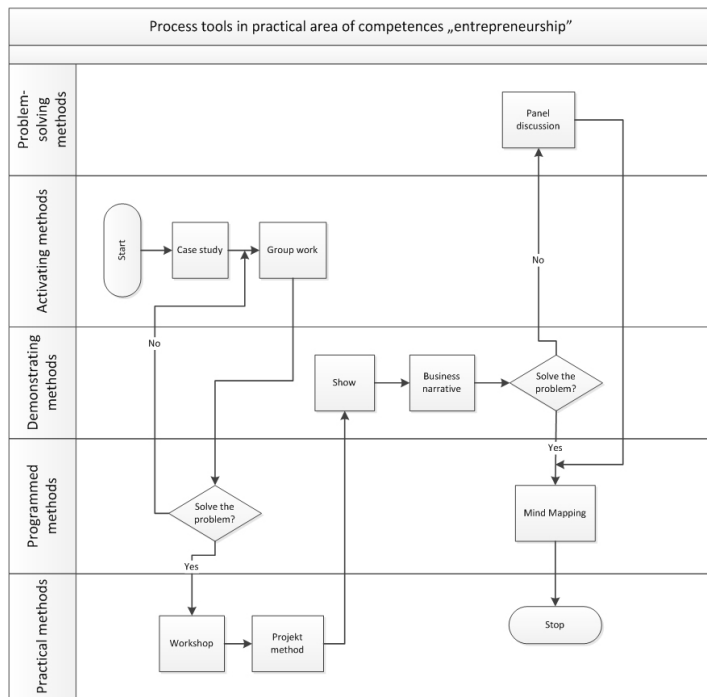 Process tools in practical area of competences „entrepreneurship”
Problem-
solving
methods
Panel
discussion
Activating methods
Start
Case study
Group work
No
No
Demonstrating
methods
Show
Business
narrative
Solve the
problem?
Yes
Programmed
methods
Solve the
problem?
Mind Mapping
Yes
Practical methods
Workshop
Projekt
method
Stop